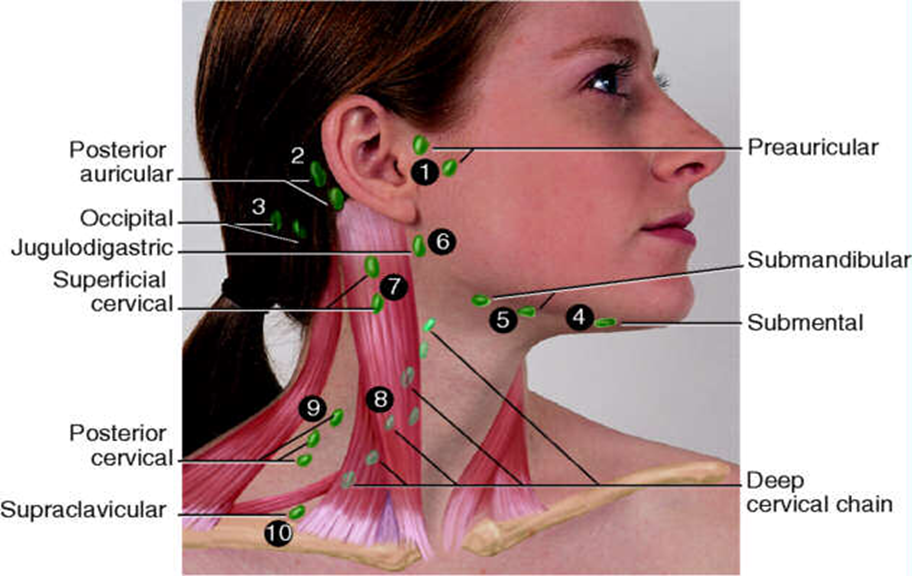 Posterior
auricular
2
Occipital
3
Jugulodigastric
Superficial
cervical
Posterior
cervical
Supraclavicular
1
6
7
5
4
8
9
10
Preauricular
Submandibular
Submental
Deep
cervical chain